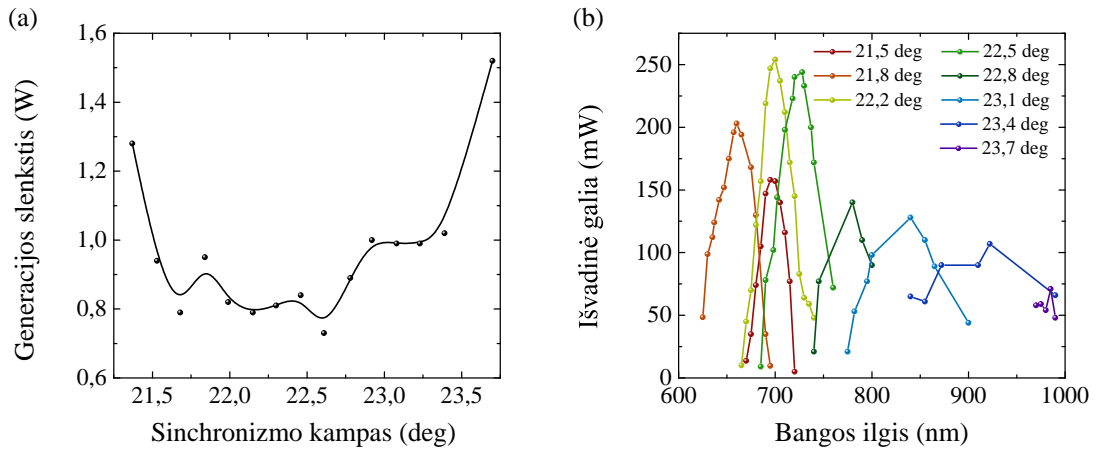 (a)
1,6
1,4
1,2
1,0
0,8
0,6
21,5
22,0
22,5
23,0
23,5
Generacijos slenkstis (W)
Sinchronizmo kampas (deg)
(b)
250
200
150
100
50
0
600
700
800
900
1000
Išvadinė galia (mW)
Bangos ilgis (nm)
21,5 deg
21,8 deg
22,2 deg
22,5 deg
22,8 deg
23,1 deg
23,4 deg
23,7 deg